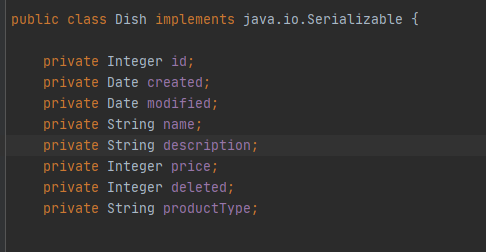 public class Dish implements java.io.Serializable {
private Integer id;
private Date created;
private Date modified;
private String name;
private String description;
private Integer price;
private Integer deleted;
private String productType;